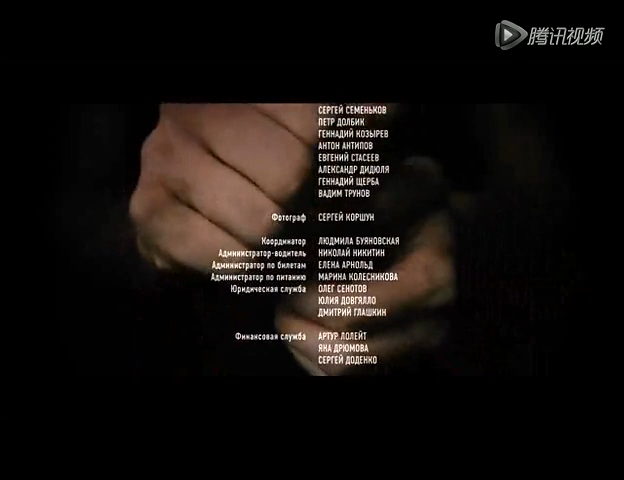 腾讯视频
СЕРГЕЙ СЕМЕНЬКОВ
ПЕТР ДОЛБИК
ГЕННАДИЙ КОЗЫРЕВ
АНТОН АНТИПОВ
ЕВГЕНИЙ СТАСЕЕВ
АЛЕКСАНДР ДИДЮЛЯ
ГЕННАДИЙ ЩЕРБА
ВАДИМ ТРУНОВ
Фотограф СЕРГЕЙ КОРШУН
Координатор ЛЮДМИЛА БУЯНОВСКАЯ
Администратор-водитель НИКОЛАЙ НИКИТИН
Администратор по билетам ЕЛЕНА АРНОЛЬД
Администратор по питанию МАРИНА КОЛЕСНИКОВА
Юридическая служба ОЛЕГ СЕНОТОВ
ЮЛИЯ ДОВГЯЛЛО
ДМИТРИЙ ГЛАШКИН
Финансовая служба АРТУР ЛОЛЕЙТ
ЯНА ДРЮМОВА
СЕРГЕЙ ДОДЕНКО